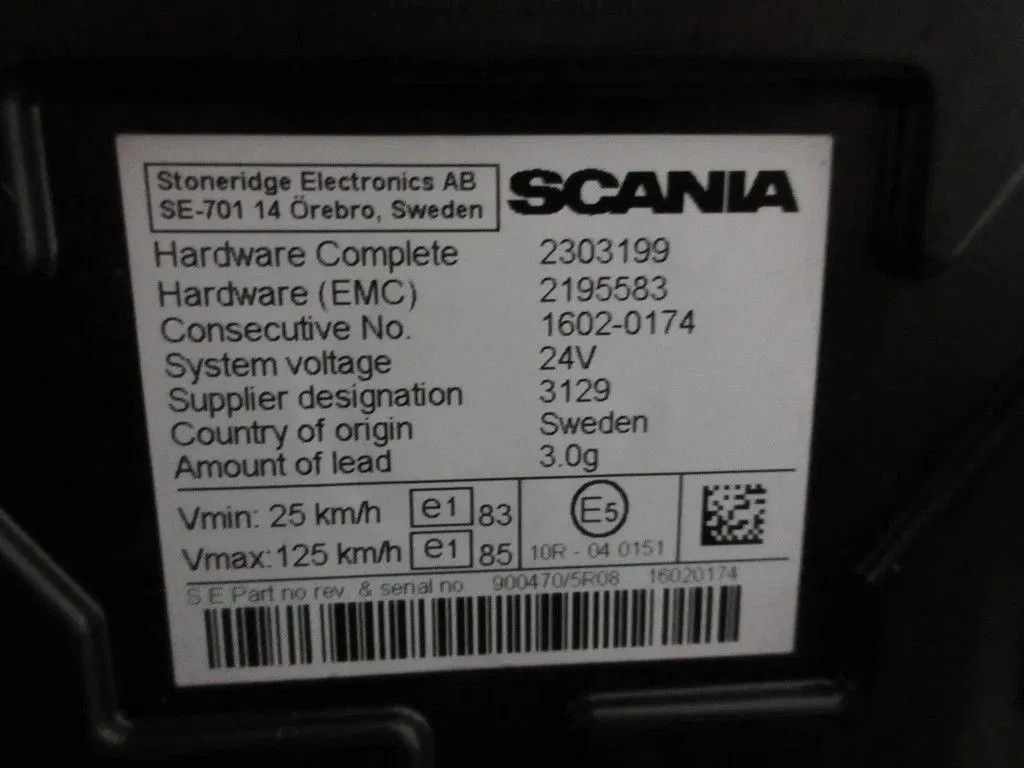 Stoneridge Electronics AB
SE-701 14 Örebro, Sweden
SCANIA
Hardware Complete 2303199
Hardware (EMC) 2195583
Consecutive No. 1602-0174
System voltage 24V
Supplier designation 3129
Country of origin Sweden
Amount of lead 3.0g
Vmin: 25 km/h e1 83
Vmax: 125 km/h e1 85
E5
10R - 04 0151
S E Part no rev & serial no 900470/5R08 16020174